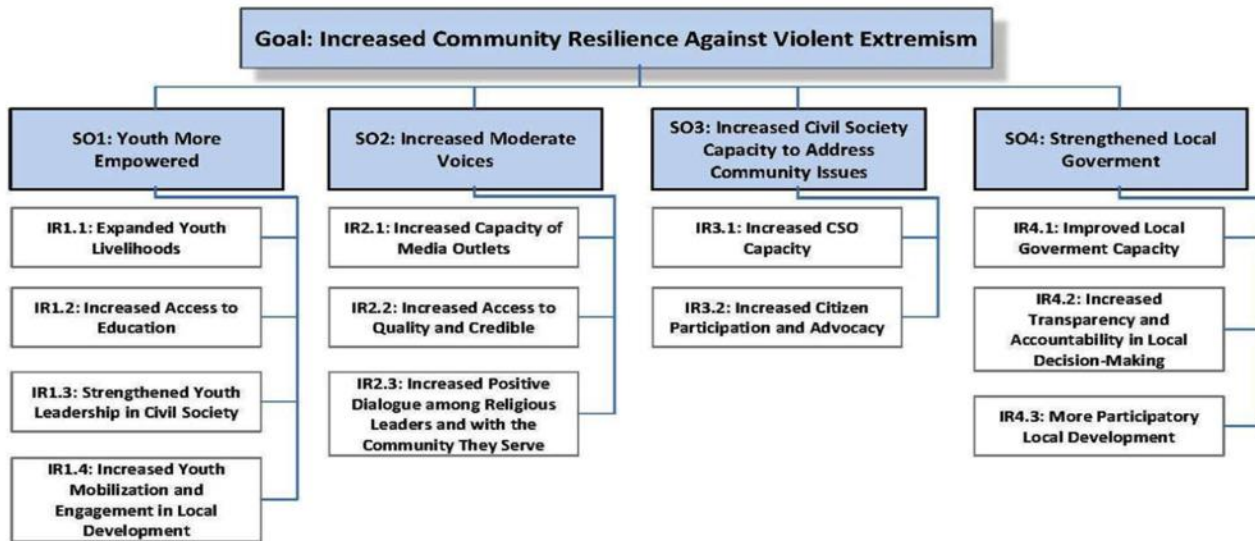 Goal: Increased Community Resilience Against Violent Extremism
SO1: Youth More
Empowered
IR1.1: Expanded Youth
Livelihoods
IR1.2: Increased Access to
Education
IR1.3: Strengthened Youth
Leadership in Civil Society
IR1.4: Increased Youth
Mobilization and
Engagement in Local
Development
SO2: Increased Moderate
Voices
IR2.1: Increased Capacity of
Media Outlets
IR2.2: Increased Access to
Quality and Credible
IR2.3: Increased Positive
Dialogue among Religious
Leaders and with the
Community They Serve
SO3: Increased Civil Society
Capacity to Address
Community Issues
IR3.1: Increased CSO
Capacity
IR3.2: Increased Citizen
Participation and Advocacy
SO4: Strengthened Local
Goverment
IR4.1: Improved Local
Goverment Capacity
IR4.2: Increased
Transparency and
Accountability in Local
Decision-Making
IR4.3: More Participatory
Local Development